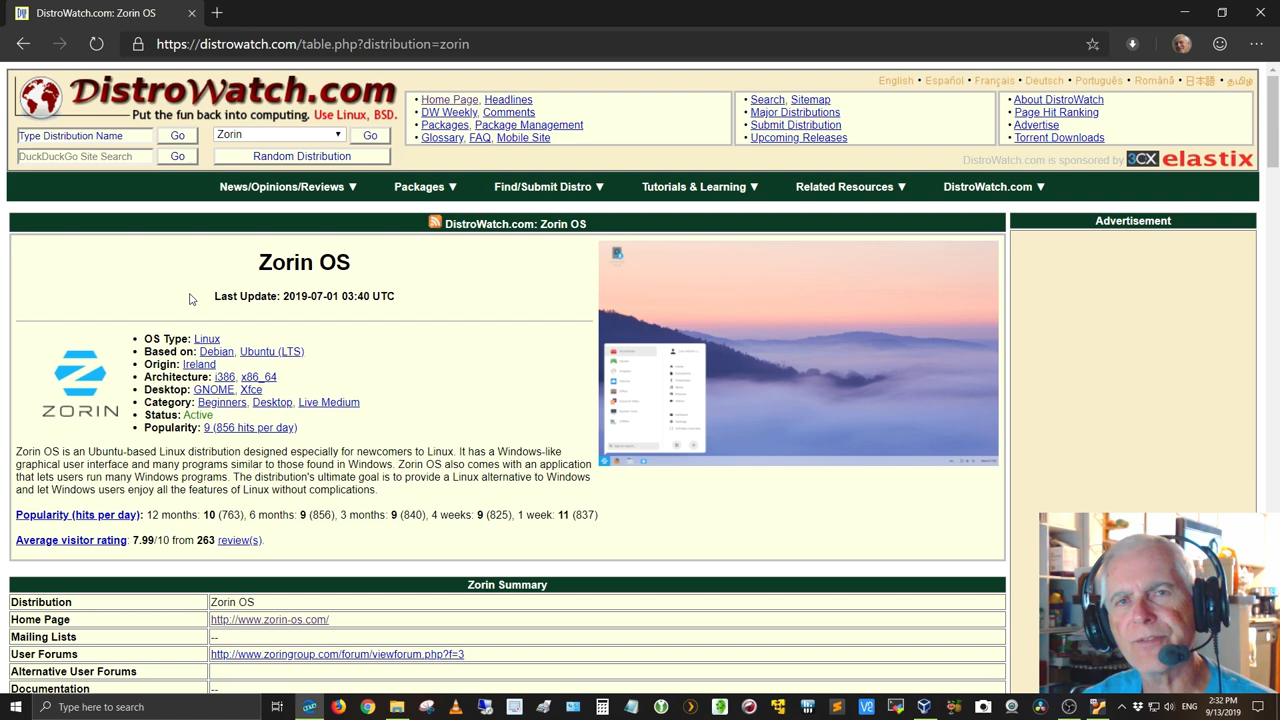 DistroWatch.com: Zorin OS
https://distrowatch.com/table.php?distribution=zorin
DistroWatch.com
Put the fun back into computing. Use Linux, BSD.
Type Distribution Name Go Zorin Go
DuckDuckGo Site Search Go Random Distribution
English • Español • Français • Deutsch • Português • Română • 日本語 • தமிழ்
• Home Page, Headlines
• DW Weekly, Comments
• Packages, Package Management
• Glossary, FAQ, Mobile Site
• Search, Sitemap
• Major Distributions
• Submit Distribution
• Upcoming Releases
• About DistroWatch
• Page Hit Ranking
• Advertise
• Torrent Downloads
DistroWatch.com is sponsored by 3CX elastix
News/Opinions/Reviews ▼ Packages ▼ Find/Submit Distro ▼ Tutorials & Learning ▼ Related Resources ▼ DistroWatch.com ▼
DistroWatch.com: Zorin OS
Advertisement
Zorin OS
Last Update: 2019-07-01 03:40 UTC
ZORIN
• OS Type: Linux
• Based on: Debian, Ubuntu (LTS)
• Origin: Ireland
• Architecture: i386, x86_64
• Desktop: GNOME, Xfce
• Category: Beginners, Desktop, Live Medium
• Status: Active
• Popularity: 9 (856 hits per day)
Zorin OS is an Ubuntu-based Linux distribution designed especially for newcomers to Linux. It has a Windows-like
graphical user interface and many programs similar to those found in Windows. Zorin OS also comes with an application
that lets users run many Windows programs. The distribution's ultimate goal is to provide a Linux alternative to Windows
and let Windows users enjoy all the features of Linux without complications.
Popularity (hits per day): 12 months: 10 (763), 6 months: 9 (856), 3 months: 9 (840), 4 weeks: 9 (825), 1 week: 11 (837)
Average visitor rating: 7.99/10 from 263 review(s).
Zorin Summary
Distribution Zorin OS
Home Page http://www.zorin-os.com/
Mailing Lists --
User Forums http://www.zoringroup.com/forum/viewforum.php?f=3
Alternative User Forums
Documentation --
Type here to search
ENG
2:32 PM
9/13/2019